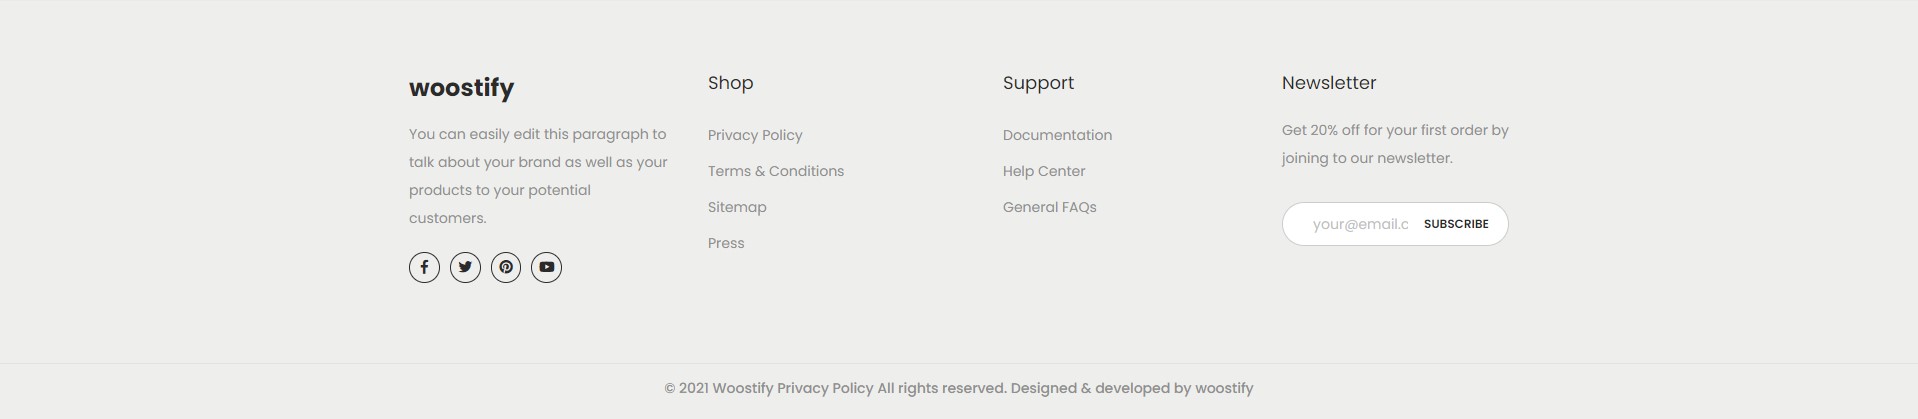 woostify
You can easily edit this paragraph to
talk about your brand as well as your
products to your potential
customers.
Shop
Privacy Policy
Terms & Conditions
Sitemap
Press
Support
Documentation
Help Center
General FAQs
Newsletter
Get 20% off for your first order by
joining to our newsletter.
your@email.c SUBSCRIBE
© 2021 Woostify Privacy Policy All rights reserved. Designed & developed by woostify